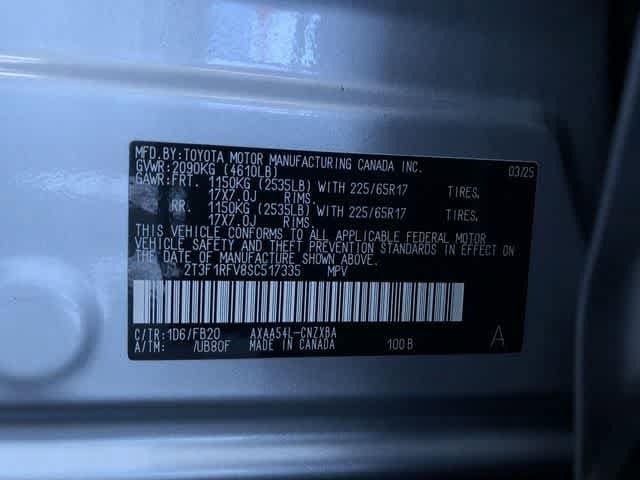 MFD.BY:TOYOTA MOTOR MANUFACTURING CANADA INC. 03/25
GVWR:2090KG (4610LB)
GAWR:FRT. 1150KG (2535LB) WITH 225/65R17 TIRES,
17X7.0J RIMS.
RR. 1150KG (2535LB) WITH 225/65R17 TIRES,
17X7.0J RIMS.
THIS VEHICLE CONFORMS TO ALL APPLICABLE FEDERAL MOTOR
VEHICLE SAFETY AND THEFT PREVENTION STANDARDS IN EFFECT ON
THE DATE OF MANUFACTURE SHOWN ABOVE.
2T3F1RFV8SC517335 MPV
C/TR:1D6/FB20 AXAA54L-CNZXBA
A/TM: /UB80F MADE IN CANADA 100B A